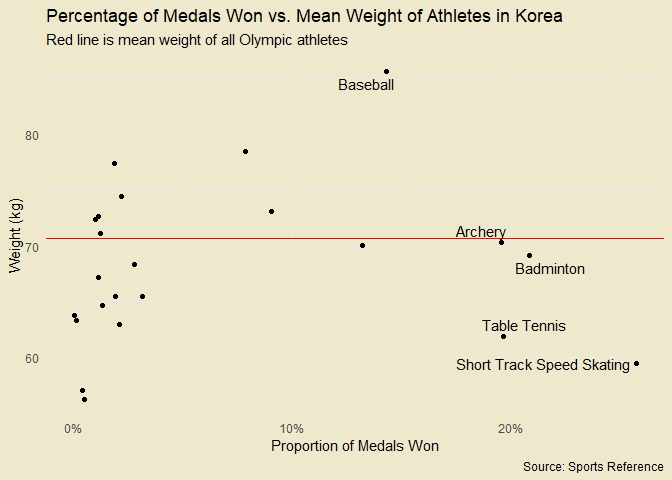 Percentage of Medals Won vs. Mean Weight of Athletes in Korea
Red line is mean weight of all Olympic athletes
Baseball
80
Archery
70
Weight (kg)
Badminton
Table Tennis
60
Short Track Speed Skating
0%
10%
20%
Proportion of Medals Won
Source: Sports Reference